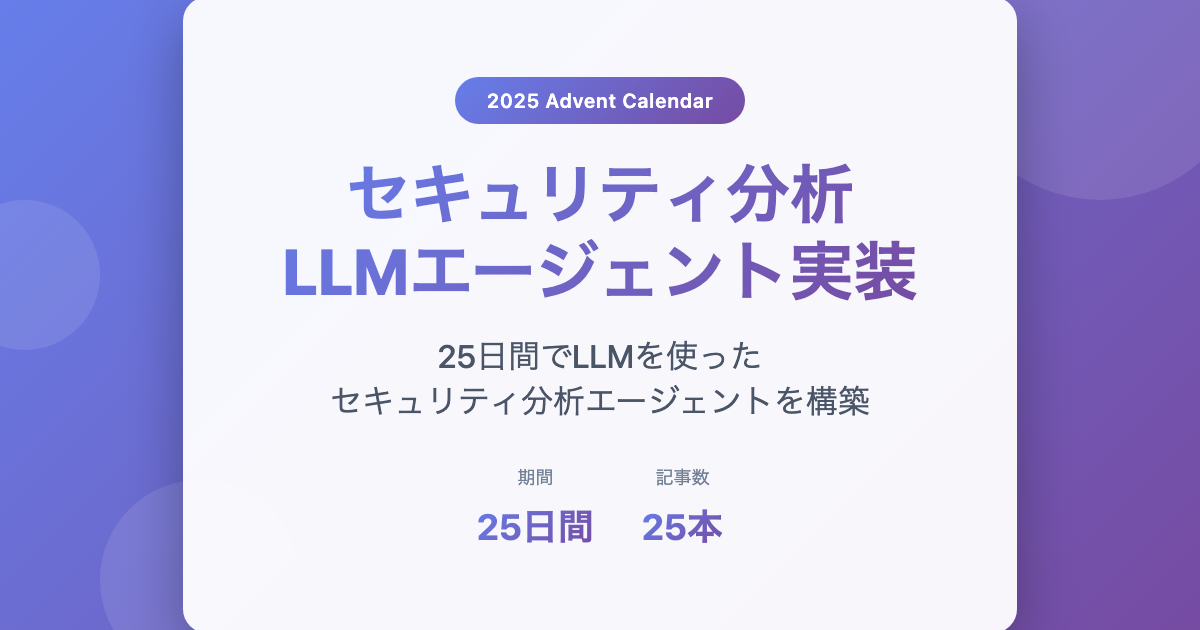 2025 Advent Calendar
セキュリティ分析
LLMエージェント実装
25日間でLLMを使った
セキュリティ分析エージェントを構築
期間
25日間
記事数
25本